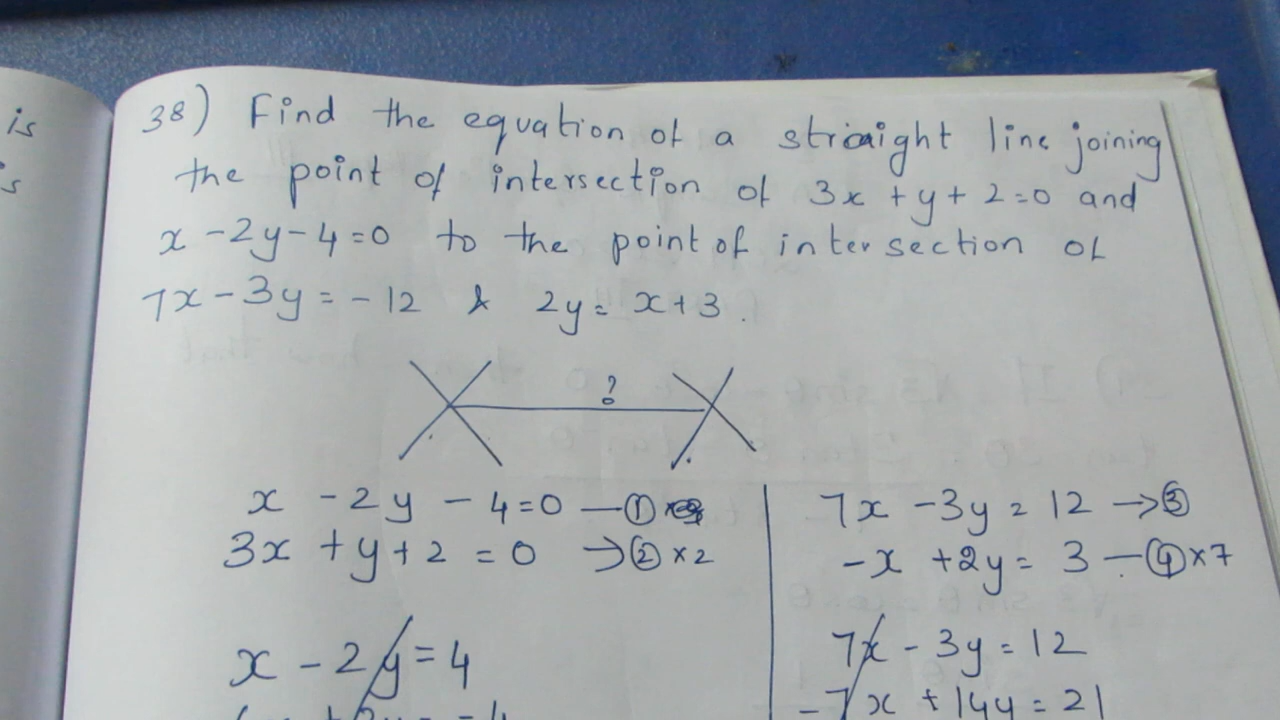 is
38) Find the equation of a straight line joining
the point of intersection of 3x + y + 2 = 0 and
x - 2y - 4 = 0 to the point of intersection of
7x - 3y = - 12 & 2y = x + 3.
?
x - 2y - 4 = 0 — ①
3x + y + 2 = 0 → ② × 2
x - 2y = 4
7x - 3y = 12 → ③
-x + 2y = 3 — ④ × 7
7x - 3y = 12
-7x + 14y = 21